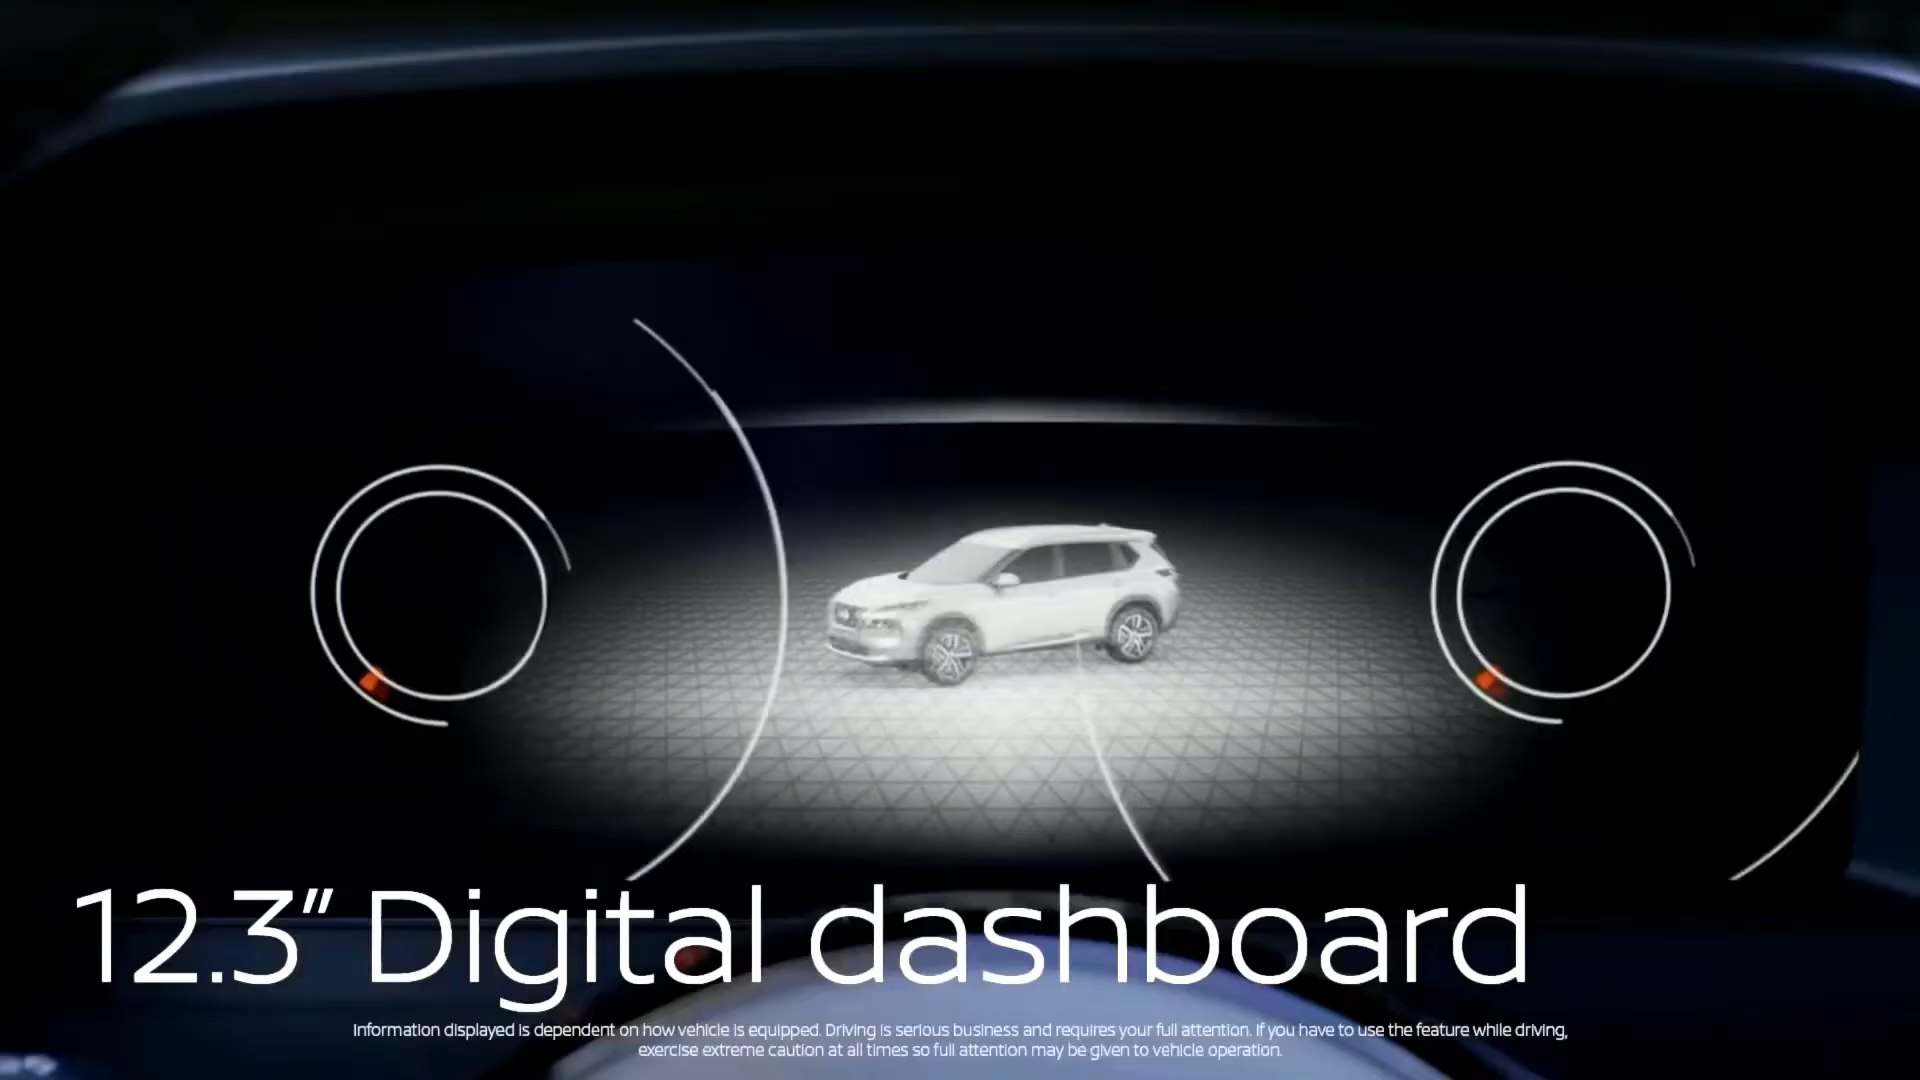 12.3" Digital dashboard
Information displayed is dependent on how vehicle is equipped. Driving is serious business and requires your full attention. If you have to use the feature while driving,
exercise extreme caution at all times so full attention may be given to vehicle operation.